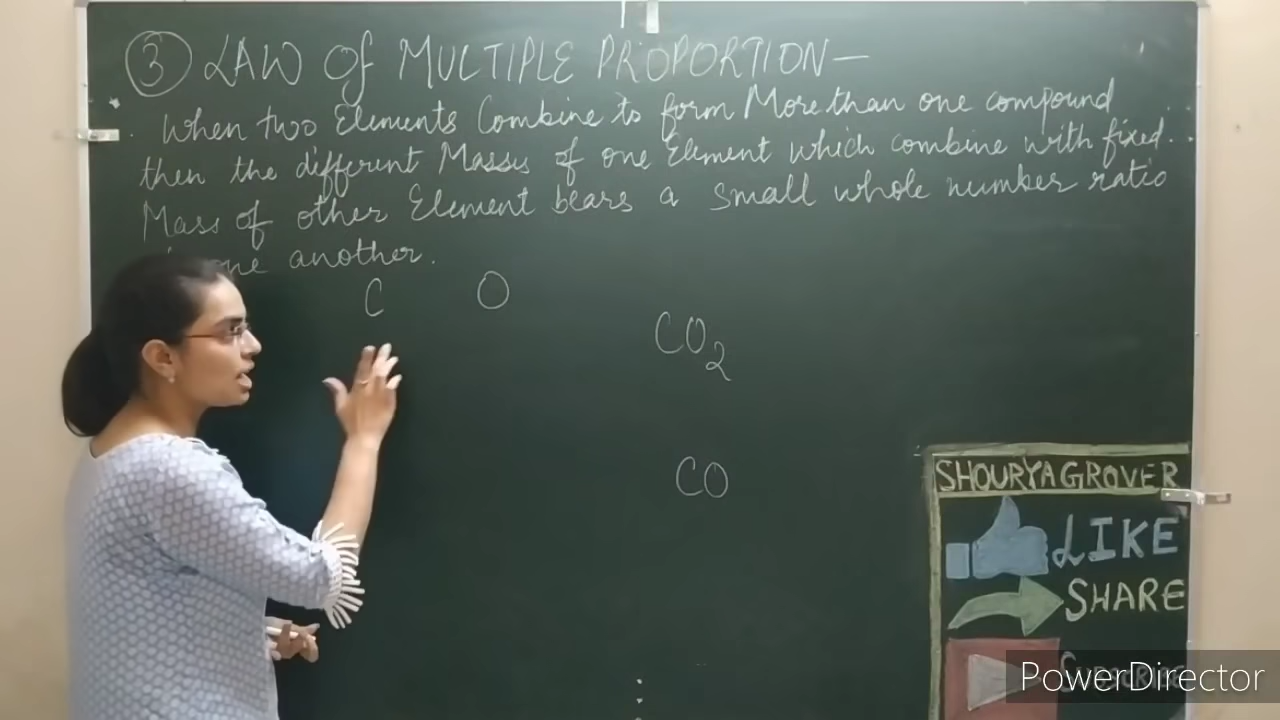 ③ LAW Of MULTIPLE PROPORTION —
When two Elements Combine to form More than one compound
then the different Masses of one Element which combine with fixed
Mass of other Element bears a small whole number ratio
one another.
C O
CO₂
CO
SHOURYA GROVER
LIKE
SHARE
SUBSCRIBE
PowerDirector